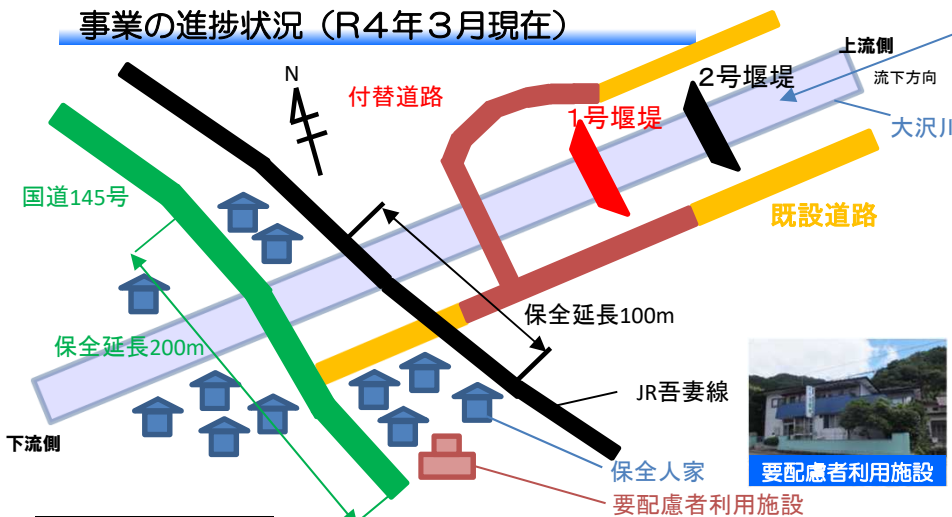 事業の進捗状況（R４年３月現在）
上流側
流下方向
2号堰堤
N
付替道路
1号堰堤
大沢川
国道145号
既設道路
保全延長100m
保全延長200m
JR吾妻線
下流側
保全人家
要配慮者利用施設
要配慮者利用施設